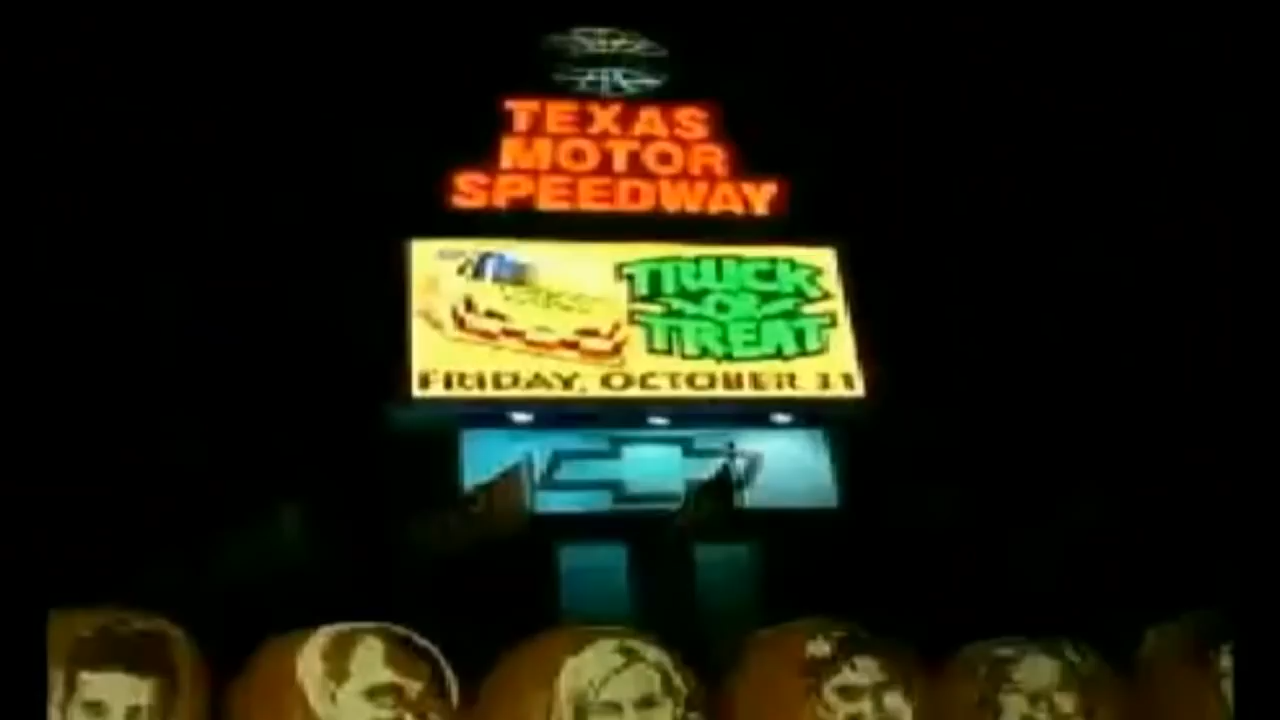 TEXAS
MOTOR
SPEEDWAY
TRUCK
OR
TREAT
FRIDAY, OCTOBER 31